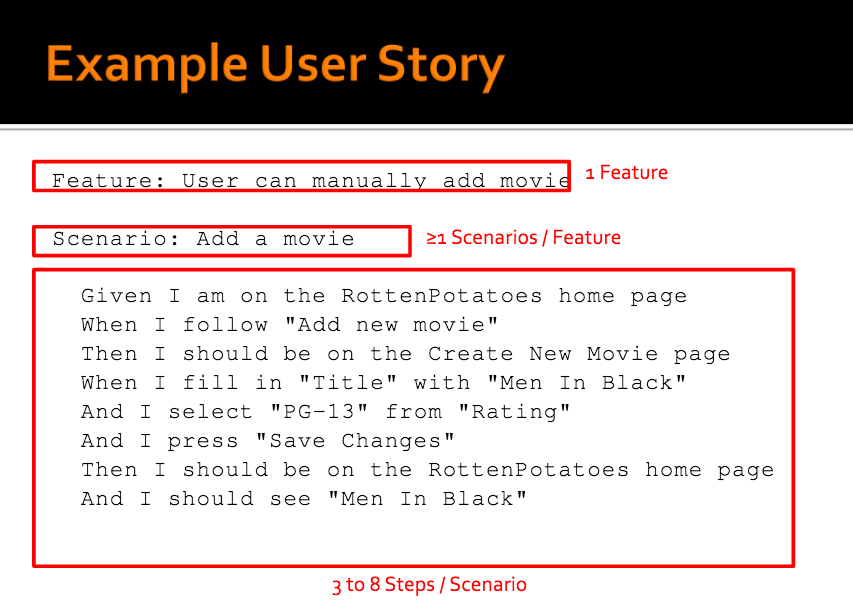 Example User Story
Feature: User can manually add movie
1 Feature
Scenario: Add a movie
≥1 Scenarios / Feature
Given I am on the RottenPotatoes home page
When I follow "Add new movie"
Then I should be on the Create New Movie page
When I fill in "Title" with "Men In Black"
And I select "PG-13" from "Rating"
And I press "Save Changes"
Then I should be on the RottenPotatoes home page
And I should see "Men In Black"
3 to 8 Steps / Scenario